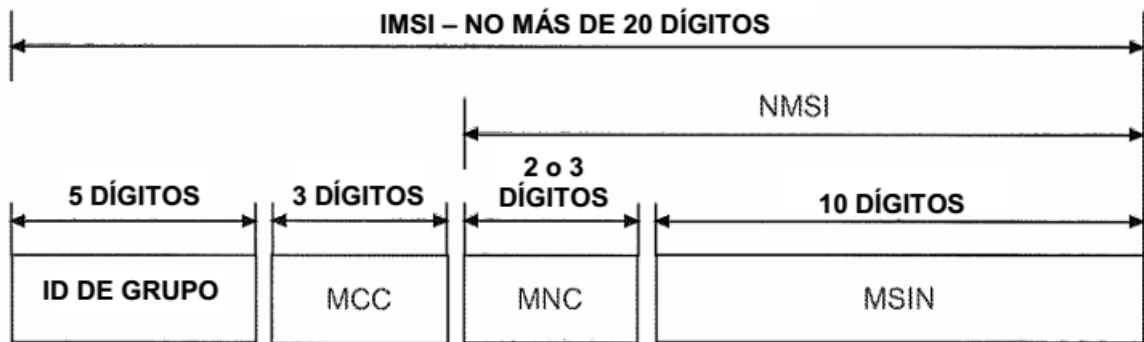 IMSI – NO MÁS DE 20 DÍGITOS
NMSI
5 DÍGITOS
3 DÍGITOS
2 o 3
DÍGITOS
10 DÍGITOS
ID DE GRUPO
MCC
MNC
MSIN